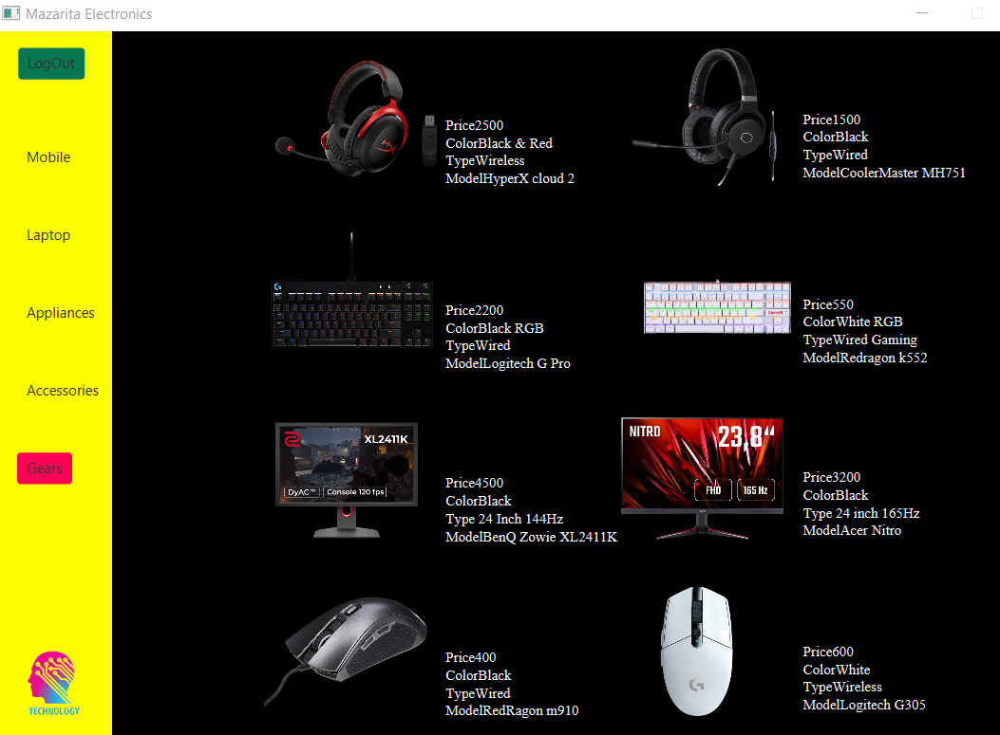 Mazarita Electronics
LogOut
Mobile
Laptop
Appliances
Accessories
Gears
TECHNOLOGY
Price2500
ColorBlack & Red
TypeWireless
ModelHyperX cloud 2
Price1500
ColorBlack
TypeWired
ModelCoolerMaster MH751
Price2200
ColorBlack RGB
TypeWired
ModelLogitech G Pro
Price550
ColorWhite RGB
TypeWired Gaming
ModelRedragon k552
XL2411K
DyAC™
Console 120 fps
Price4500
ColorBlack
Type 24 Inch 144Hz
ModelBenQ Zowie XL2411K
NITRO
23,8“
FHD
165 Hz
Price3200
ColorBlack
Type 24 inch 165Hz
ModelAcer Nitro
Price400
ColorBlack
TypeWired
ModelRedRagon m910
Price600
ColorWhite
TypeWireless
ModelLogitech G305